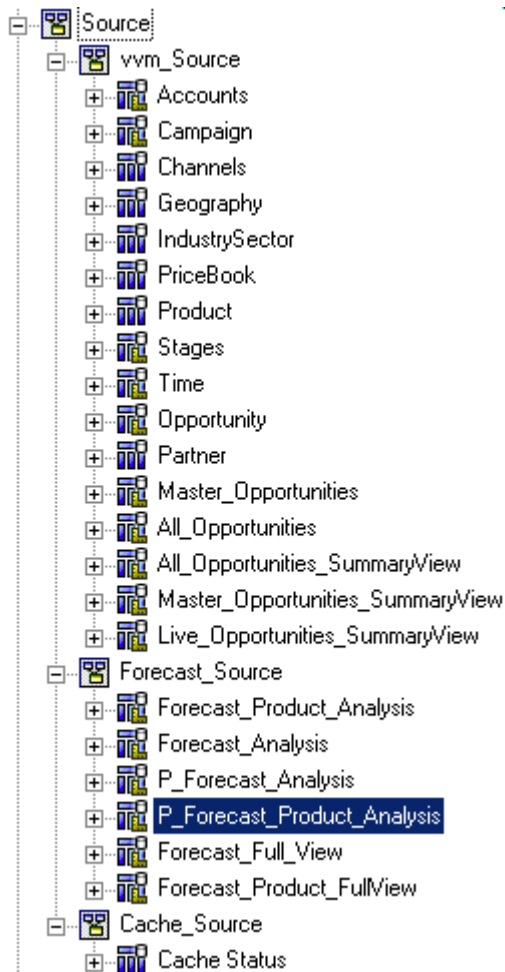 Source
vvm_Source
Accounts
Campaign
Channels
Geography
IndustrySector
PriceBook
Product
Stages
Time
Opportunity
Partner
Master_Opportunities
All_Opportunities
All_Opportunities_SummaryView
Master_Opportunities_SummaryView
Live_Opportunities_SummaryView
Forecast_Source
Forecast_Product_Analysis
Forecast_Analysis
P_Forecast_Analysis
P_Forecast_Product_Analysis
Forecast_Full_View
Forecast_Product_FullView
Cache_Source
Cache Status